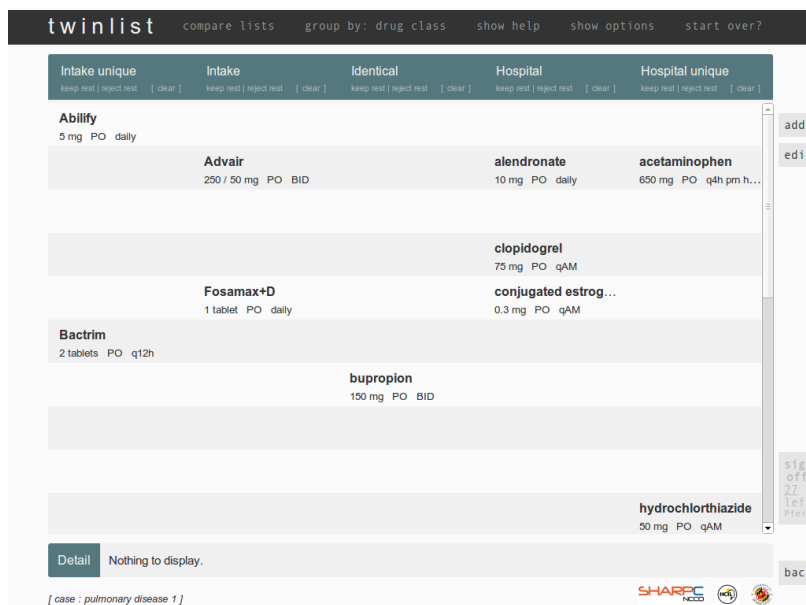 twinlist compare lists group by: drug class show help show options start over?
Intake unique Intake Identical Hospital Hospital unique
keep rest | reject rest [ clear ] keep rest | reject rest [ clear ] keep rest | reject rest [ clear ] keep rest | reject rest [ clear ] keep rest | reject rest [ clear ]
Abilify
5 mg PO daily
add
edi
Advair alendronate acetaminophen
250 / 50 mg PO BID 10 mg PO daily 650 mg PO q4h prn h...
clopidogrel
75 mg PO qAM
Fosamax+D conjugated estrog...
1 tablet PO daily 0.3 mg PO qAM
Bactrim
2 tablets PO q12h
bupropion
150 mg PO BID
sig
off
27
lef
Pfei
hydrochlorthiazide
50 mg PO qAM
Detail Nothing to display.
bac
[ case : pulmonary disease 1 ]
SHARPC
NCCD